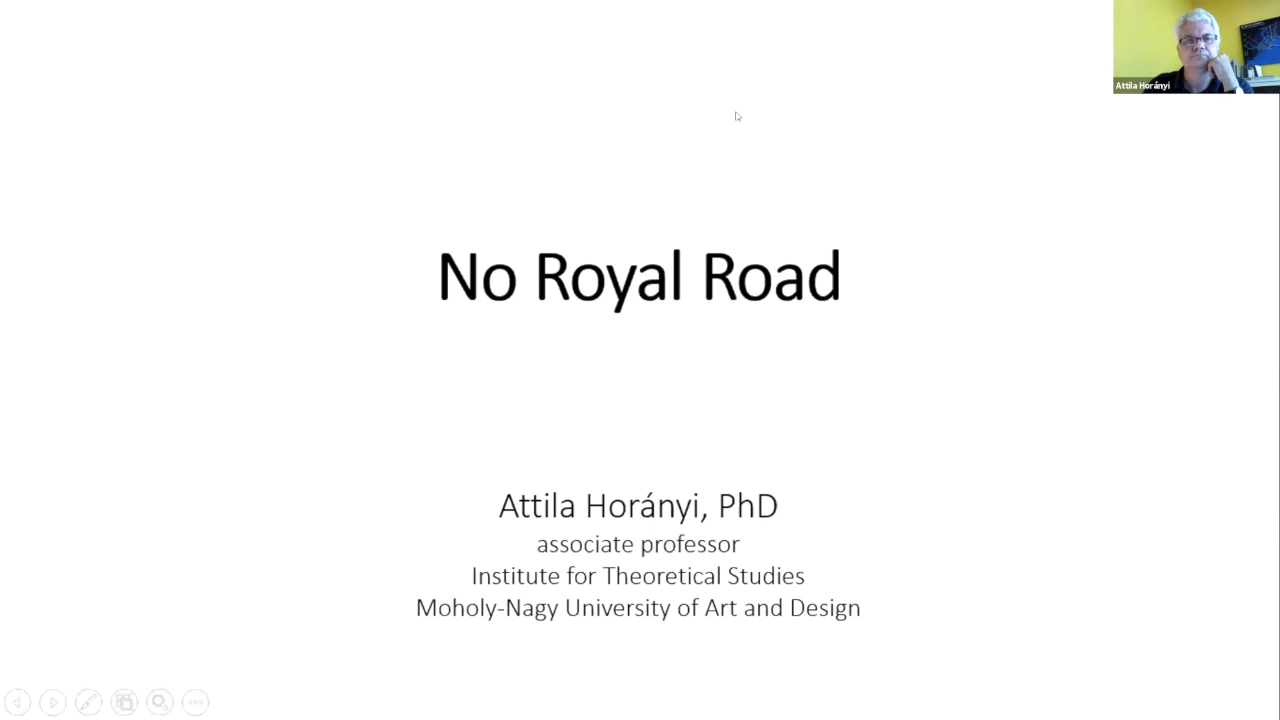 Attila Horányi
No Royal Road
Attila Horányi, PhD
associate professor
Institute for Theoretical Studies
Moholy-Nagy University of Art and Design